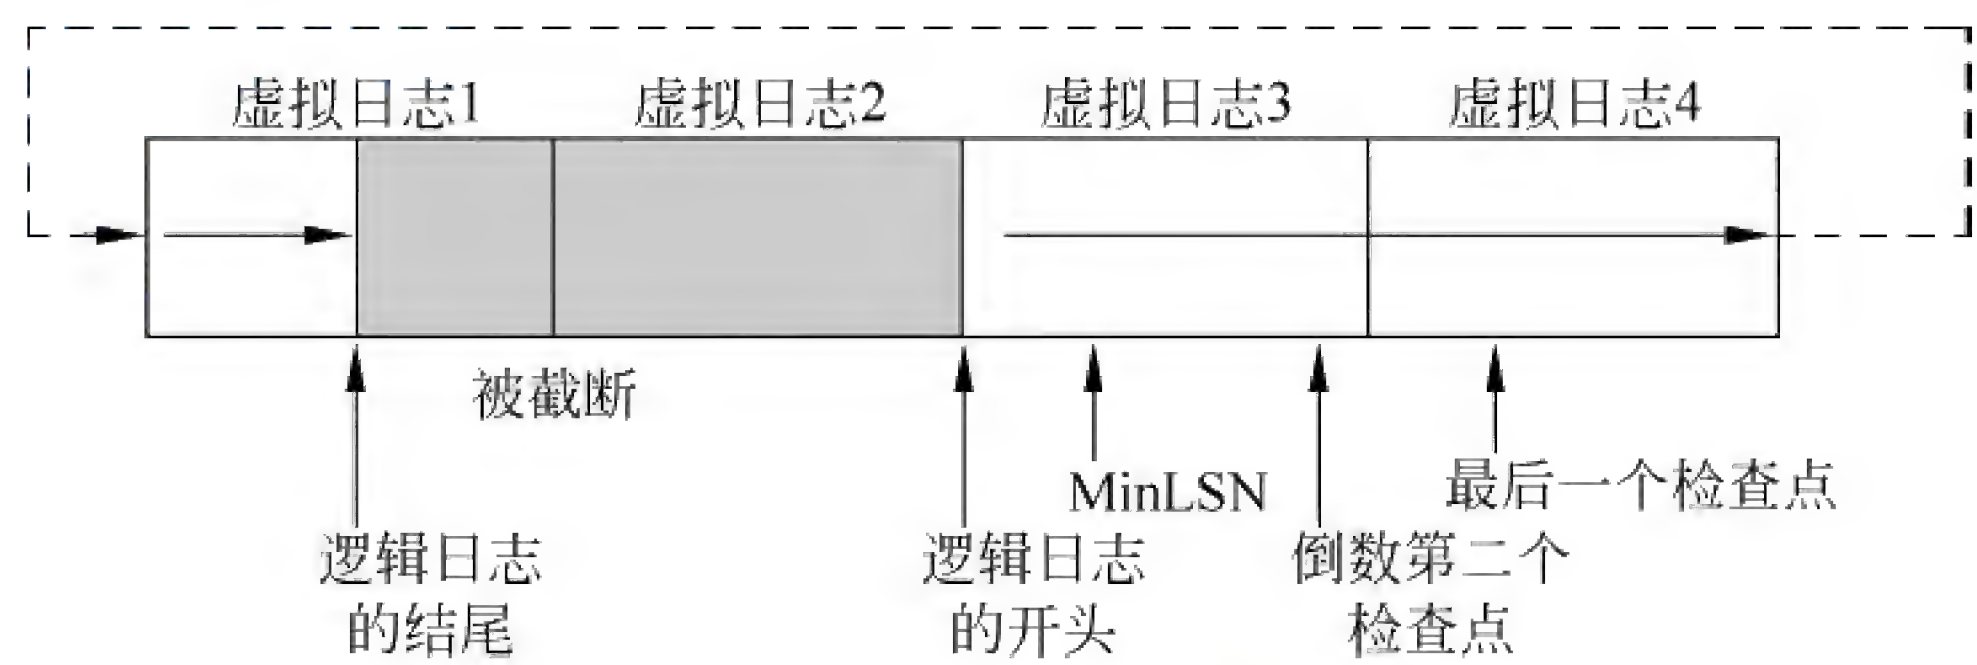 虚拟日志1
虚拟日志2
虚拟日志3
虚拟日志4
被截断
MinLSN
最后一个检查点
逻辑日志
的结尾
逻辑日志
的开头
倒数第二个
检查点